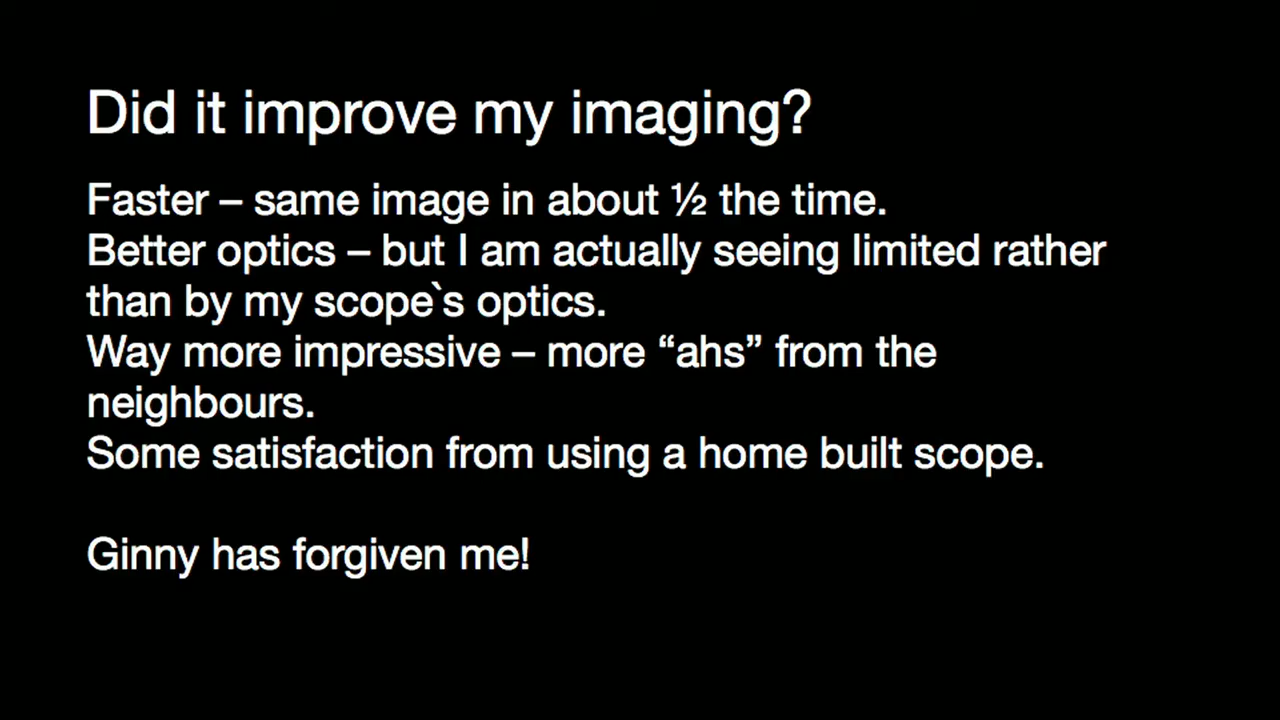 Did it improve my imaging?
Faster – same image in about ½ the time.
Better optics – but I am actually seeing limited rather
than by my scope`s optics.
Way more impressive – more “ahs” from the
neighbours.
Some satisfaction from using a home built scope.
Ginny has forgiven me!